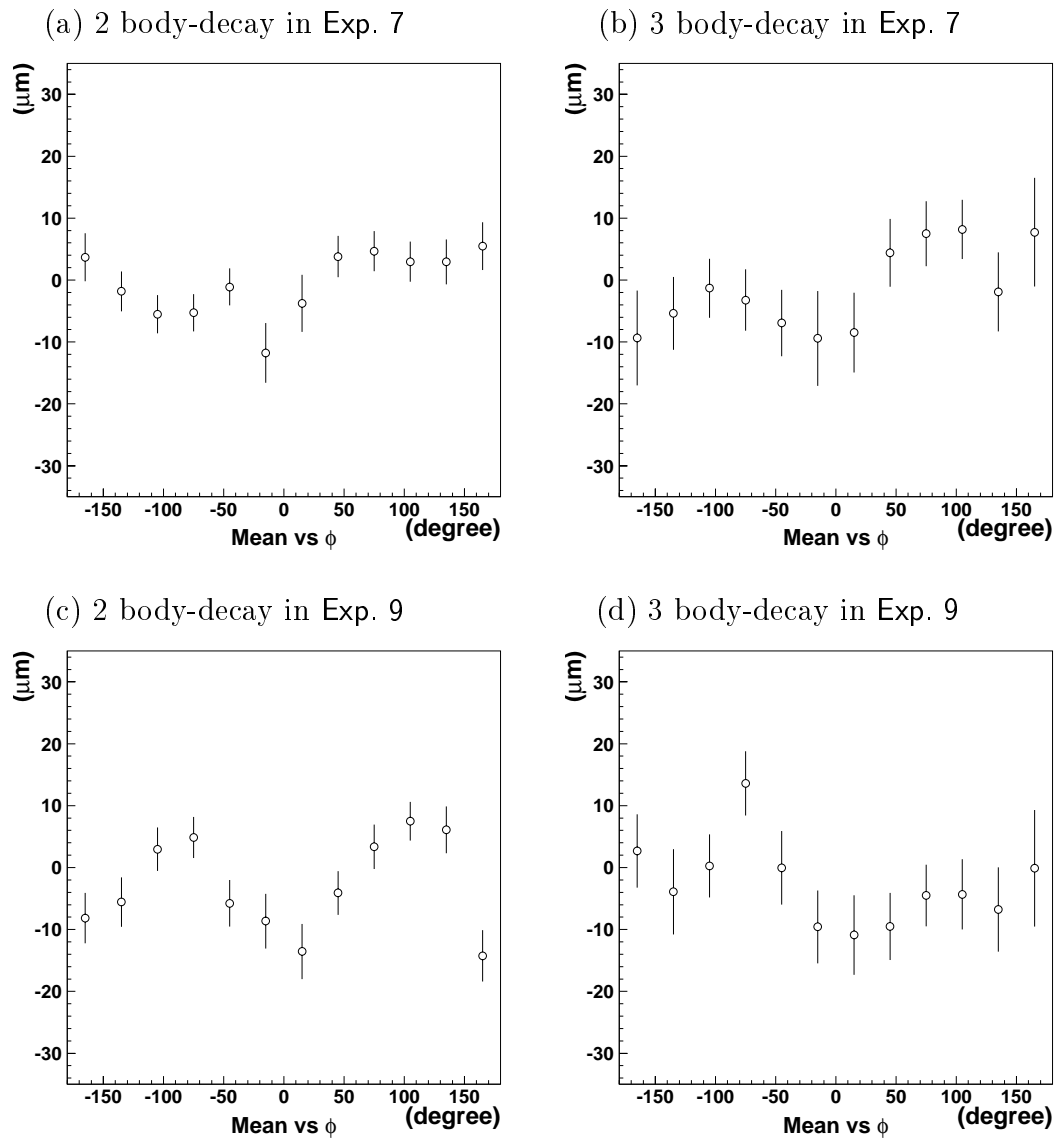 (a) 2 body-decay in Exp. 7
(μm)
30
20
10
0
-10
-20
-30
-150 -100 -50 0 50 100 150
Mean vs ϕ (degree)
(b) 3 body-decay in Exp. 7
(μm)
30
20
10
0
-10
-20
-30
-150 -100 -50 0 50 100 150
Mean vs ϕ (degree)
(c) 2 body-decay in Exp. 9
(μm)
30
20
10
0
-10
-20
-30
-150 -100 -50 0 50 100 150
Mean vs ϕ (degree)
(d) 3 body-decay in Exp. 9
(μm)
30
20
10
0
-10
-20
-30
-150 -100 -50 0 50 100 150
Mean vs ϕ (degree)